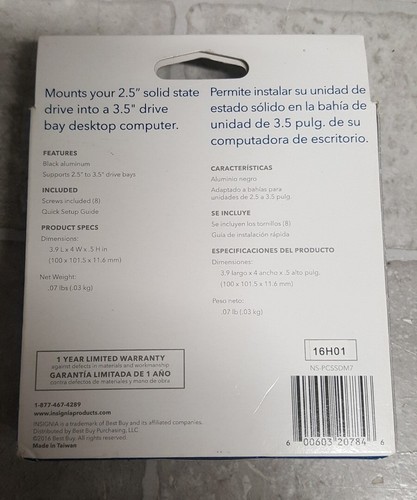 Mounts your 2.5" solid state
drive into a 3.5" drive
bay desktop computer.
FEATURES
Black aluminum
Supports 2.5" to 3.5" drive bays
INCLUDED
Screws included (8)
Quick Setup Guide
PRODUCT SPECS
Dimensions:
3.9 L x 4 W x .5 H in
(100 x 101.5 x 11.6 mm)
Net Weight:
.07 lbs (.03 kg)
Permite instalar su unidad de
estado sólido en la bahía de
unidad de 3.5 pulg. de su
computadora de escritorio.
CARACTERÍSTICAS
Aluminio negro
Adaptado a bahías para
unidades de 2.5 a 3.5 pulg.
SE INCLUYE
Se incluyen los tornillos (8)
Guía de instalación rápida
ESPECIFICACIONES DEL PRODUCTO
Dimensiones:
3.9 largo x 4 ancho x .5 alto pulg.
(100 x 101.5 x 11.6 mm)
Peso neto:
.07 lb (.03 kg)
1 YEAR LIMITED WARRANTY
against defects in materials and workmanship
GARANTÍA LIMITADA DE 1 AÑO
contra defectos de materiales y mano de obra
1-877-467-4289
www.insigniaproducts.com
INSIGNIA is a trademark of Best Buy and its affiliated companies.
Distributed by Best Buy Purchasing, LLC
©2016 Best Buy. All rights reserved.
Made in Taiwan
16H01
NS-PCSSDM7
6 00603 20784 6